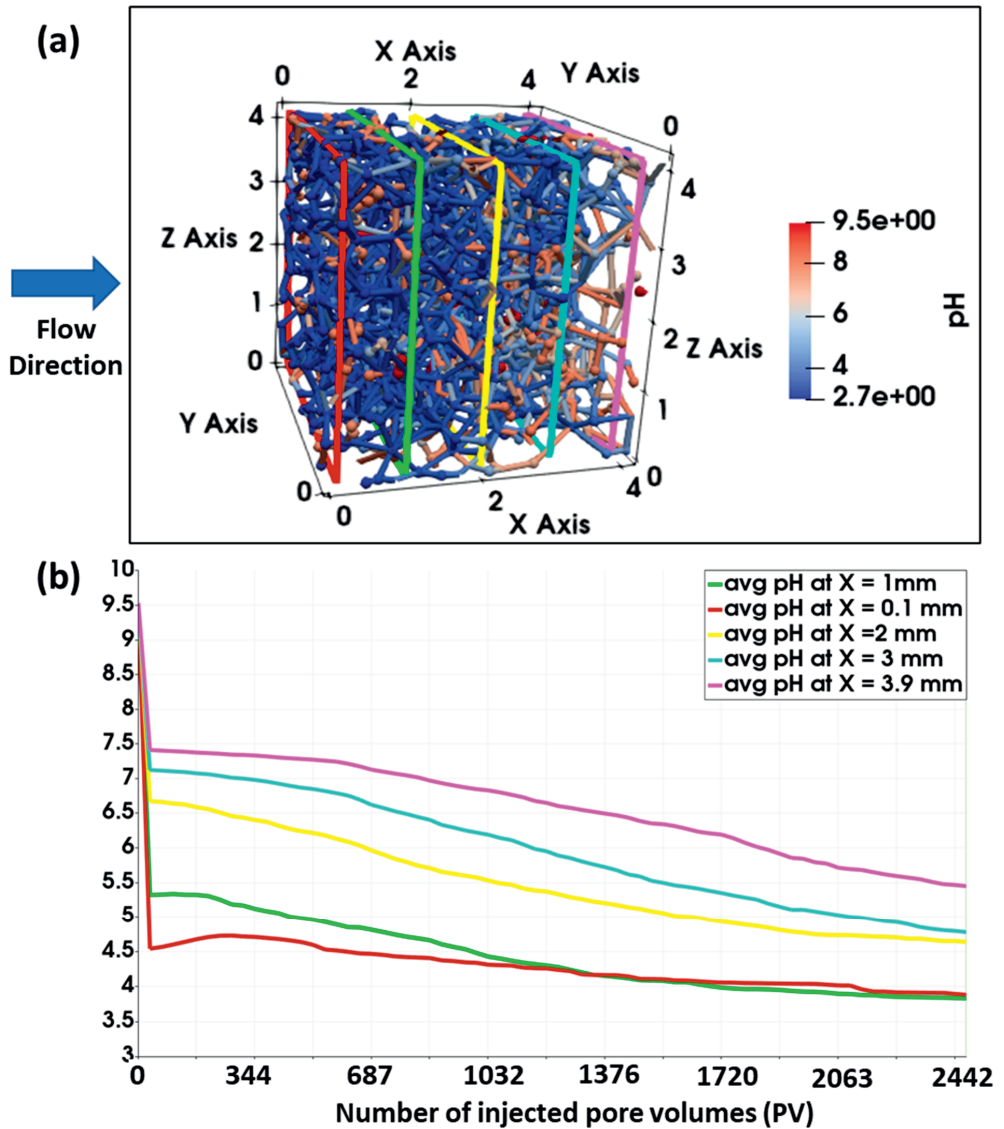 (a)
X Axis
Y Axis
0
2
4
0
4
3
Z Axis
2
1
0
Y Axis
0
0
2
X Axis
4
0
1
2
Z Axis
3
4
Flow
Direction
9.5e+00
8
6
4
2.7e+00
pH
(b)
10
9.5
9
8.5
8
7.5
7
6.5
6
5.5
5
4.5
4
3.5
3
avg pH at X = 1mm
avg pH at X = 0.1 mm
avg pH at X =2 mm
avg pH at X = 3 mm
avg pH at X = 3.9 mm
0 344 687 1032 1376 1720 2063 2442
Number of injected pore volumes (PV)